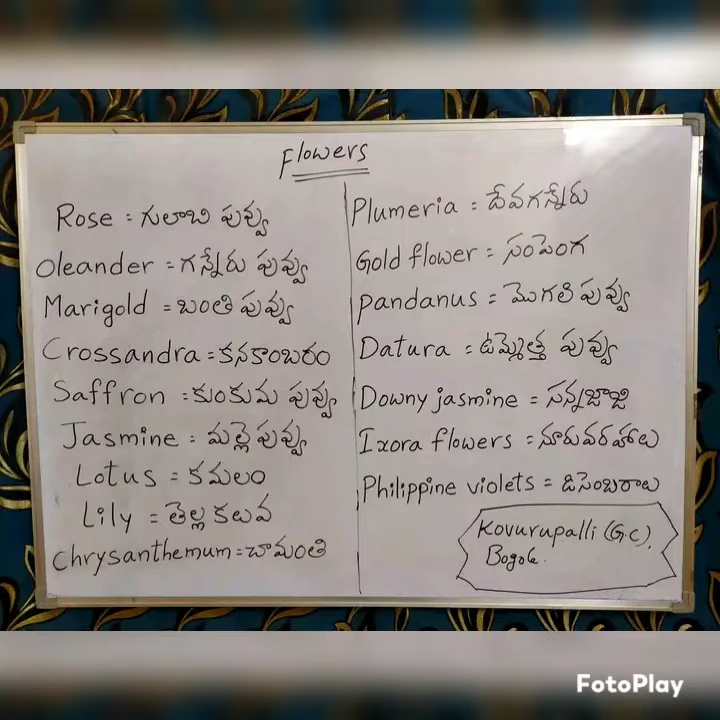 Flowers
Rose = గులాబి పువ్వు
Oleander = గన్నేరు పువ్వు
Marigold = బంతి పువ్వు
Crossandra = కనకాంబరం
Saffron = కుంకుమ పువ్వు
Jasmine = మల్లె పువ్వు
Lotus = కమలం
Lily = తెల్ల కలువ
Chrysanthemum = చామంతి
Plumeria = దేవగన్నేరు
Gold flower = సంపెంగ
Pandanus = మొగలి పువ్వు
Datura = ఉమ్మెత్త పువ్వు
Downy jasmine = సన్నజాజి
Ixora flowers = నూరువరహాలు
Philippine violets = డిసెంబరాలు
Kovurupalli (G.C),
Bogole.
FotoPlay